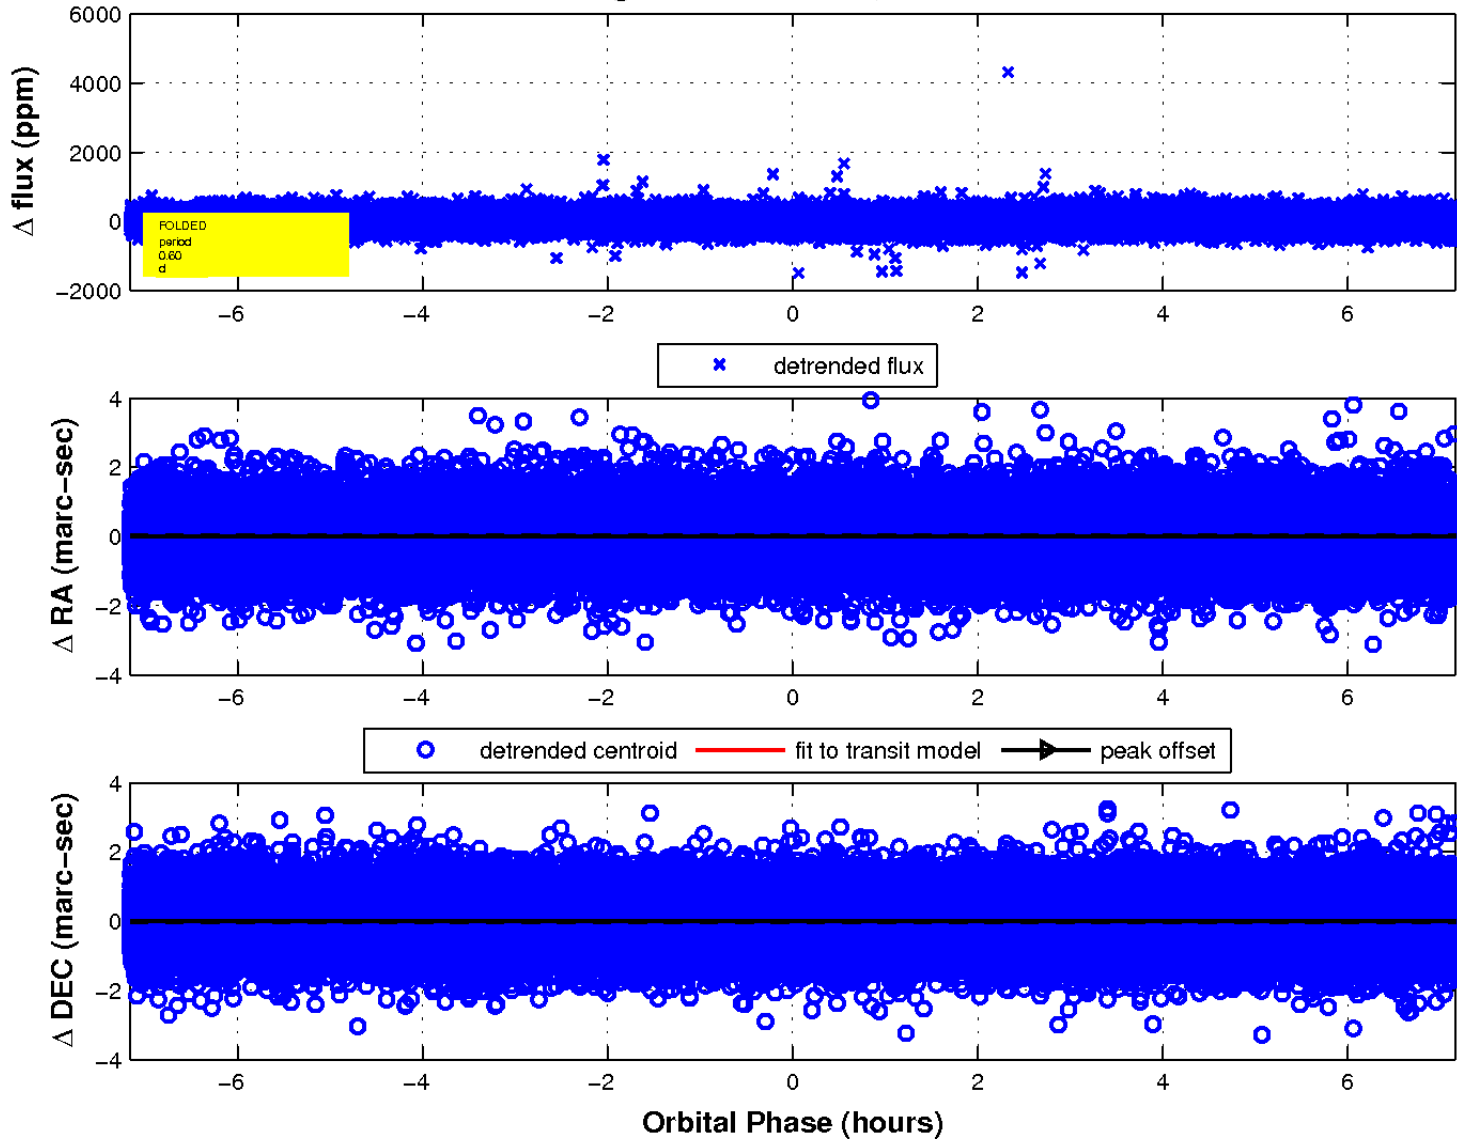 6000
4000
2000
0
−2000
Δ flux (ppm)
FOLDED
period
0.60
d
−6 −4 −2 0 2 4 6
detrended flux
4
2
0
−2
−4
Δ RA (marc−sec)
−6 −4 −2 0 2 4 6
detrended centroid fit to transit model peak offset
4
2
0
−2
−4
Δ DEC (marc−sec)
−6 −4 −2 0 2 4 6
Orbital Phase (hours)